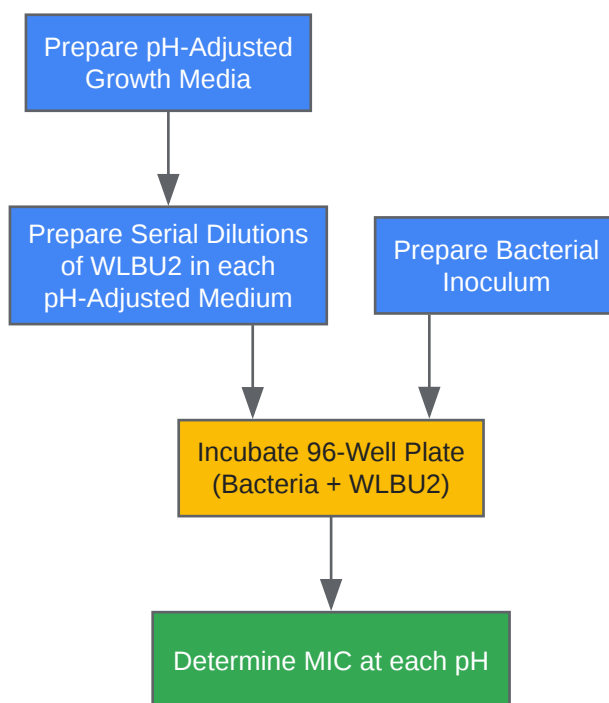 Prepare pH-Adjusted
Growth Media
Prepare Serial Dilutions
of WLBU2 in each
pH-Adjusted Medium
Prepare Bacterial
Inoculum
Incubate 96-Well Plate
(Bacteria + WLBU2)
Determine MIC at each pH